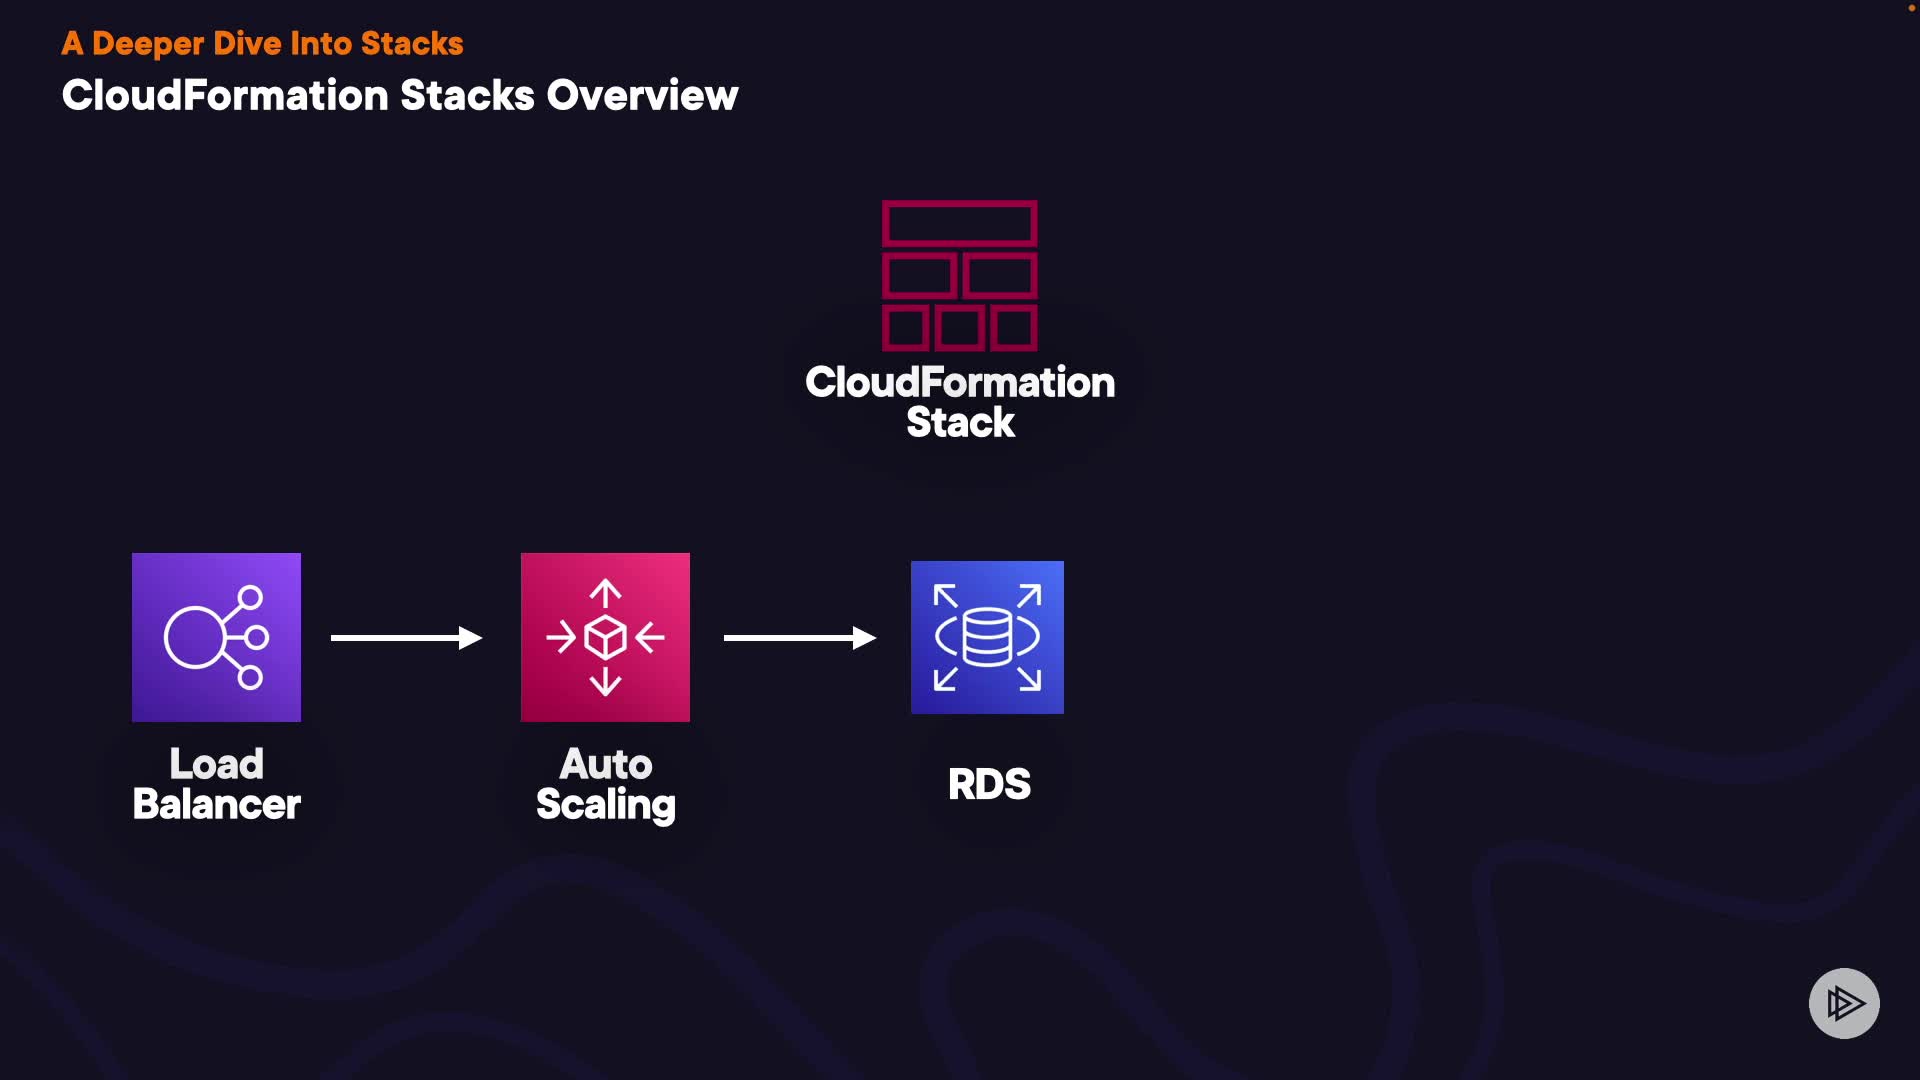 A Deeper Dive Into Stacks
CloudFormation Stacks Overview
CloudFormation
Stack
Load
Balancer
Auto
Scaling
RDS